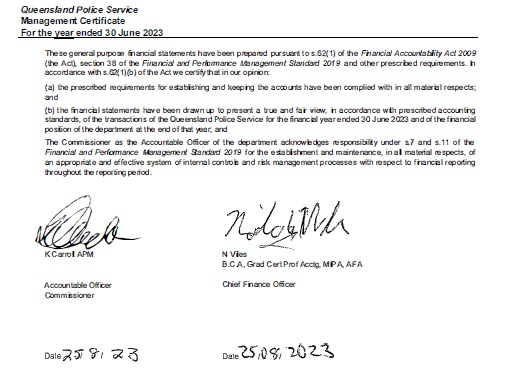 Queensland Police Service
Management Certificate
For the year ended 30 June 2023
These general purpose financial statements have been prepared pursuant to s.62(1) of the Financial Accountability Act 2009
(the Act), section 38 of the Financial and Performance Management Standard 2019 and other prescribed requirements. In
accordance with s.62(1)(b) of the Act we certify that in our opinion:
(a) the prescribed requirements for establishing and keeping the accounts have been complied with in all material respects;
and
(b) the financial statements have been drawn up to present a true and fair view, in accordance with prescribed accounting
standards, of the transactions of the Queensland Police Service for the financial year ended 30 June 2023 and of the financial
position of the department at the end of that year; and
The Commissioner as the Accountable Officer of the department acknowledges responsibility under s.7 and s.11 of the
Financial and Performance Management Standard 2019 for the establishment and maintenance, in all material respects, of
an appropriate and effective system of internal controls and risk management processes with respect to financial reporting
throughout the reporting period.
K Carroll APM
N Viles
B.C.A, Grad Cert Prof Acctg, MIPA, AFA
Accountable Officer
Commissioner
Chief Finance Officer
Date 25/8/23
Date 25/08/2023